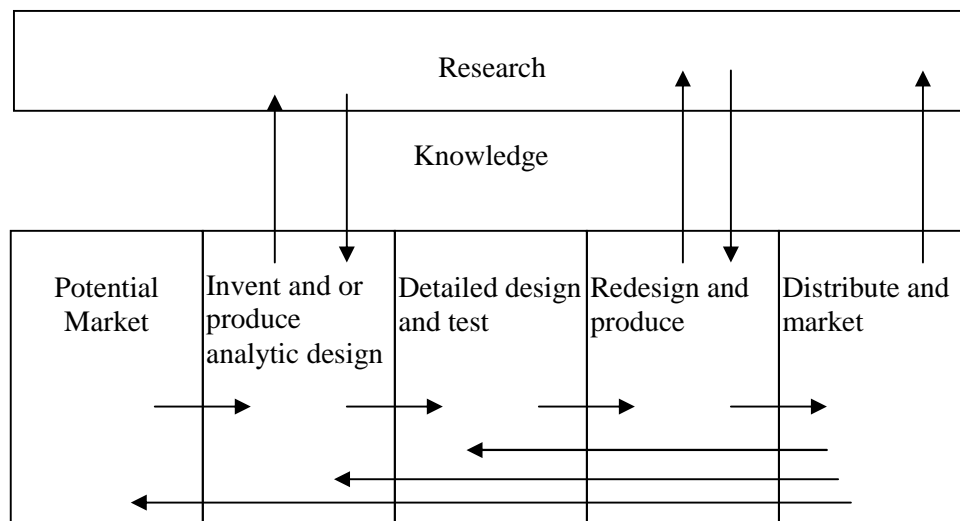 Research
Knowledge
Potential
Market
Invent and or
produce
analytic design
Detailed design
and test
Redesign and
produce
Distribute and
market